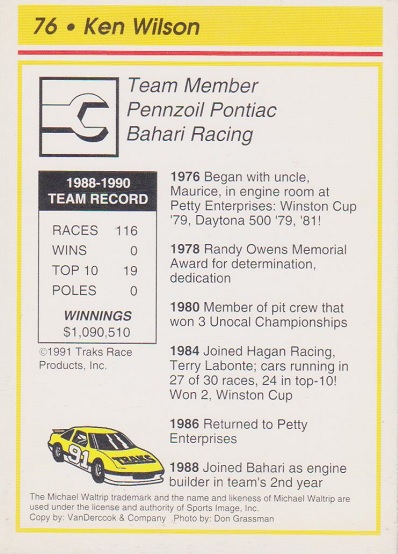 76 • Ken Wilson
Team Member
Pennzoil Pontiac
Bahari Racing
1988-1990
TEAM RECORD
RACES 116
WINS 0
TOP 10 19
POLES 0
WINNINGS
$1,090,510
©1991 Traks Race
Products, Inc.
1976 Began with uncle,
Maurice, in engine room at
Petty Enterprises: Winston Cup
'79, Daytona 500 '79, '81!
1978 Randy Owens Memorial
Award for determination,
dedication
1980 Member of pit crew that
won 3 Unocal Championships
1984 Joined Hagan Racing,
Terry Labonte; cars running in
27 of 30 races, 24 in top-10!
Won 2, Winston Cup
1986 Returned to Petty
Enterprises
1988 Joined Bahari as engine
builder in team's 2nd year
91
TRAKS
The Michael Waltrip trademark and the name and likeness of Michael Waltrip are
used under the license and authority of Sports Image, Inc.
Copy by: VanDercook & Company Photo by: Don Grassman